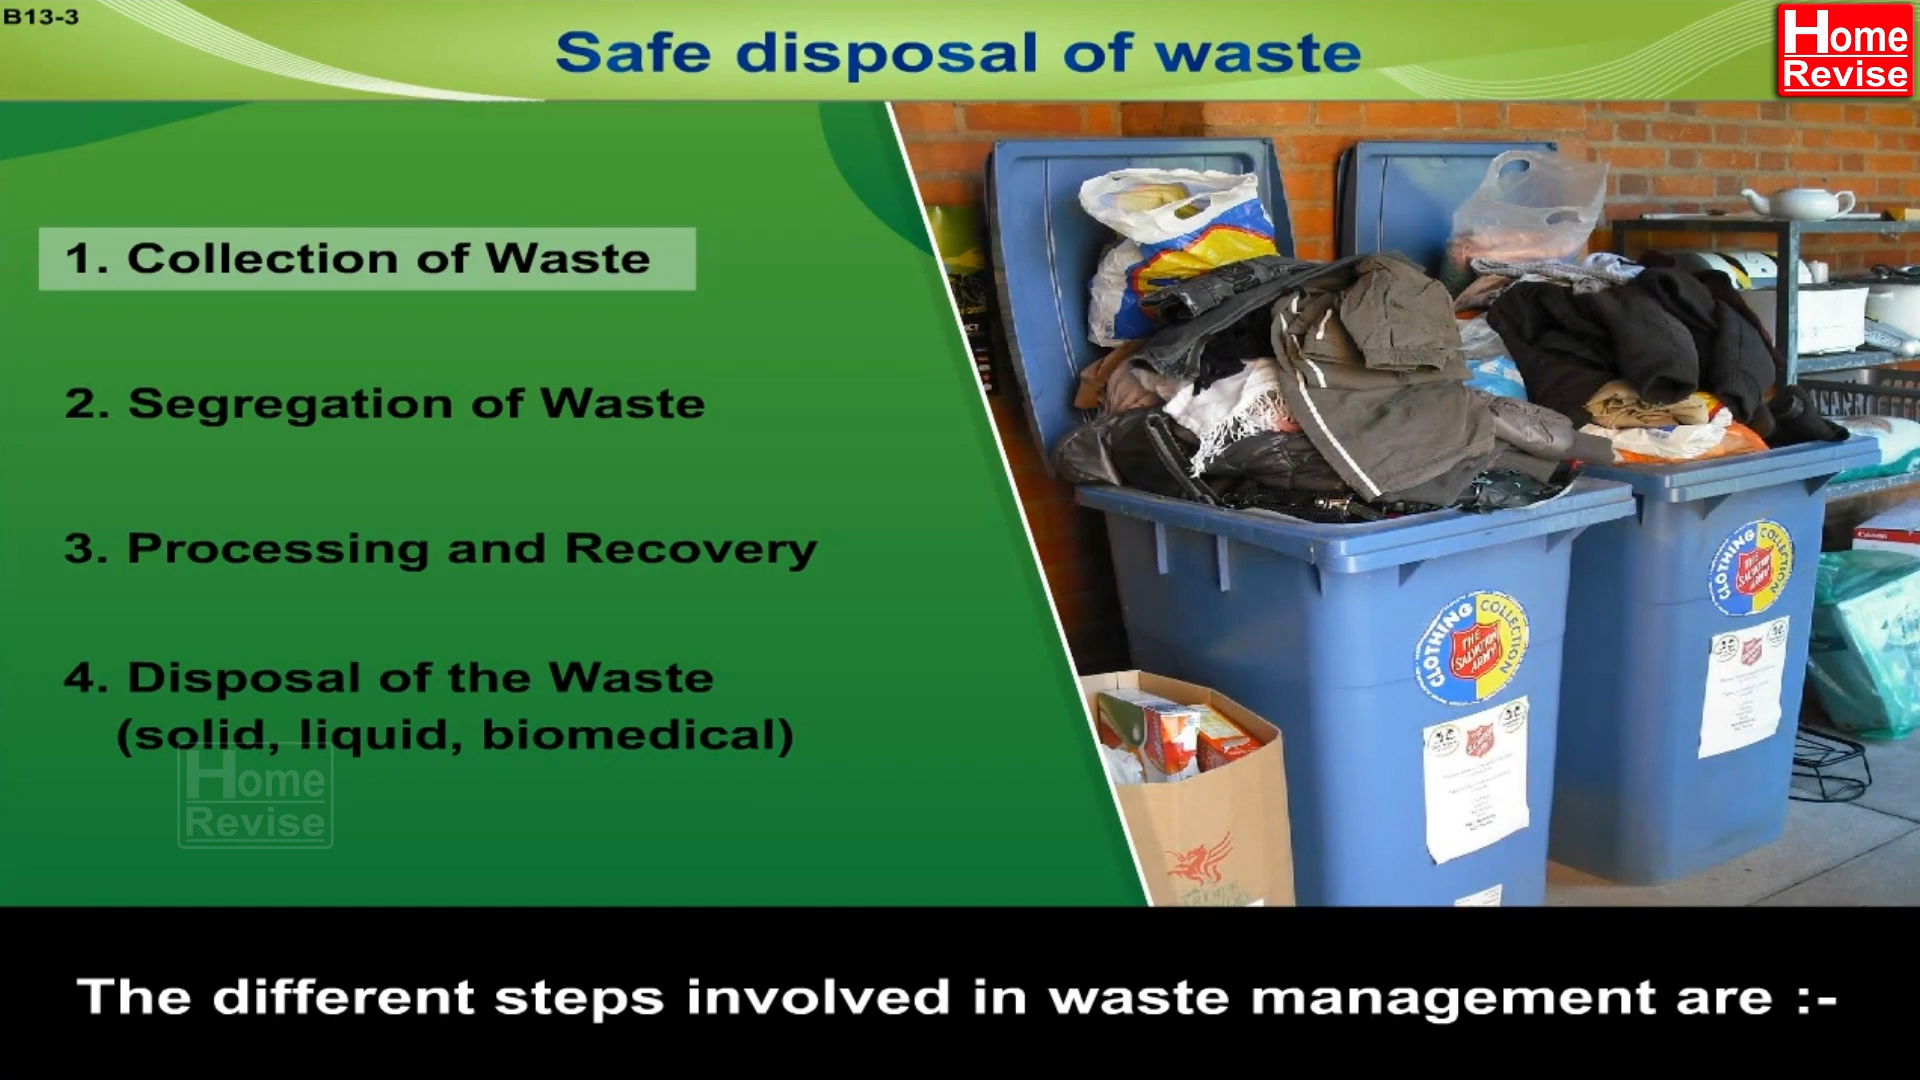 B13-3
Safe disposal of waste
Home
Revise
1. Collection of Waste
2. Segregation of Waste
3. Processing and Recovery
4. Disposal of the Waste
(solid, liquid, biomedical)
Home
Revise
CLOTHING COLLECTION
THE
SALVATION
ARMY
CLOTHING COLLECTION
THE
SALVATION
ARMY
Canon
The different steps involved in waste management are :-